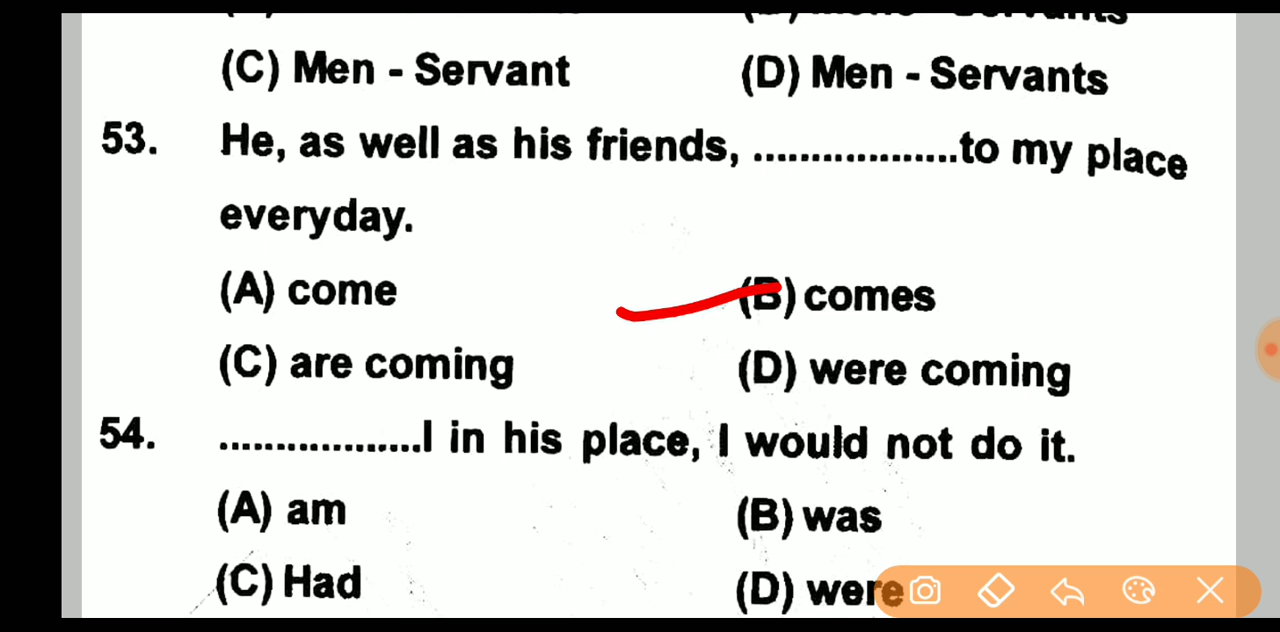 (C) Men - Servant (D) Men - Servants
53. He, as well as his friends, ...................to my place
everyday.
(A) come (B) comes
(C) are coming (D) were coming
54. ...................I in his place, I would not do it.
(A) am (B) was
(C) Had (D) were